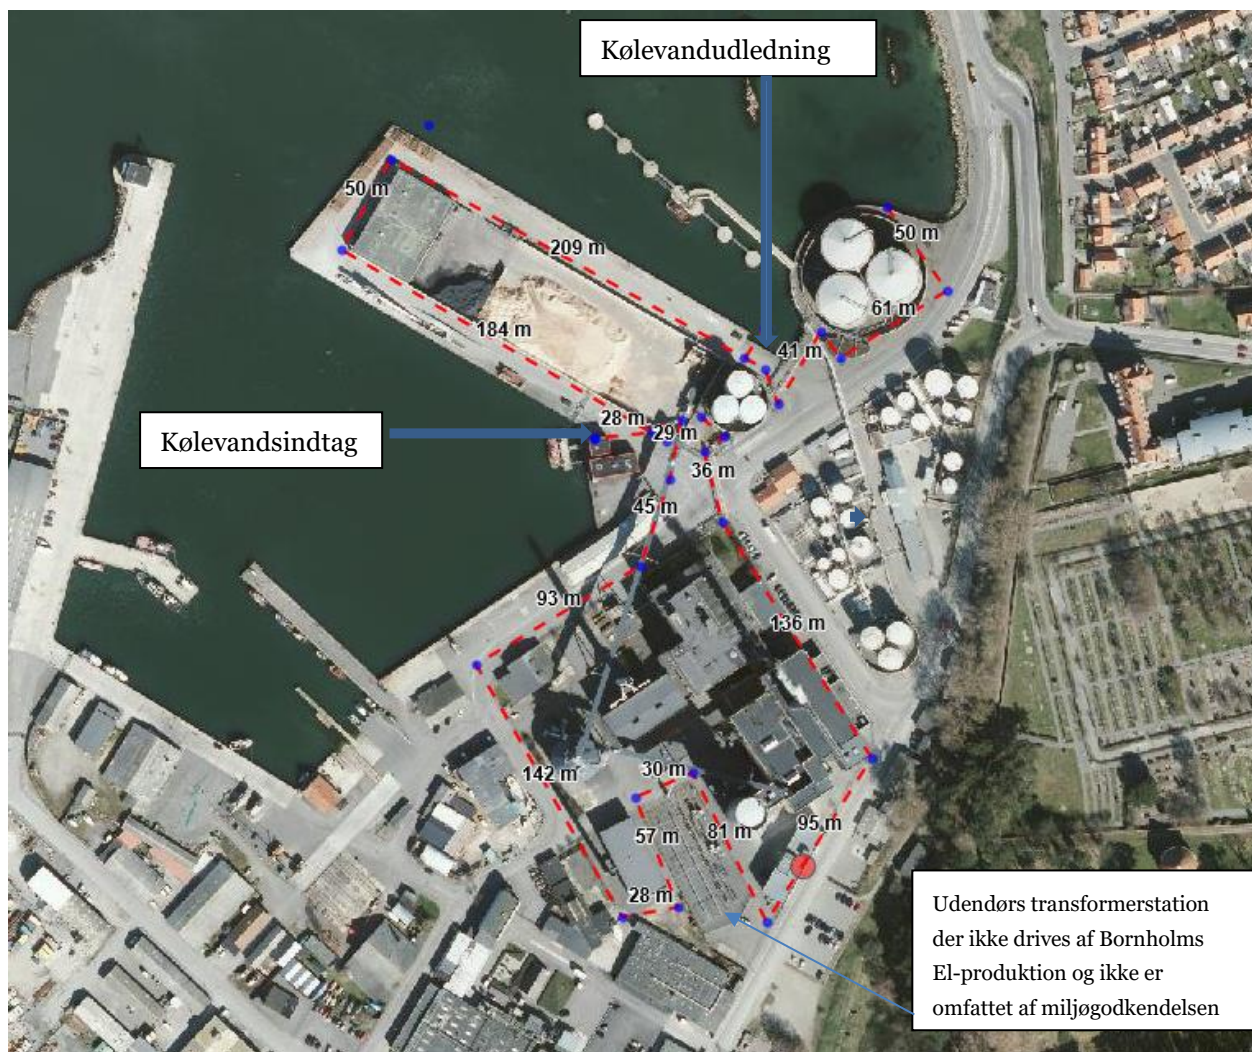 Kølevandudledning
50 m
50 m
209 m
61 m
184 m
41 m
28 m
29 m
Kølevandsindtag
36 m
45 m
93 m
136 m
142 m
30 m
57 m
81 m
95 m
28 m
Udendørs transformerstation
der ikke drives af Bornholms
El-produktion og ikke er
omfattet af miljøgodkendelsen